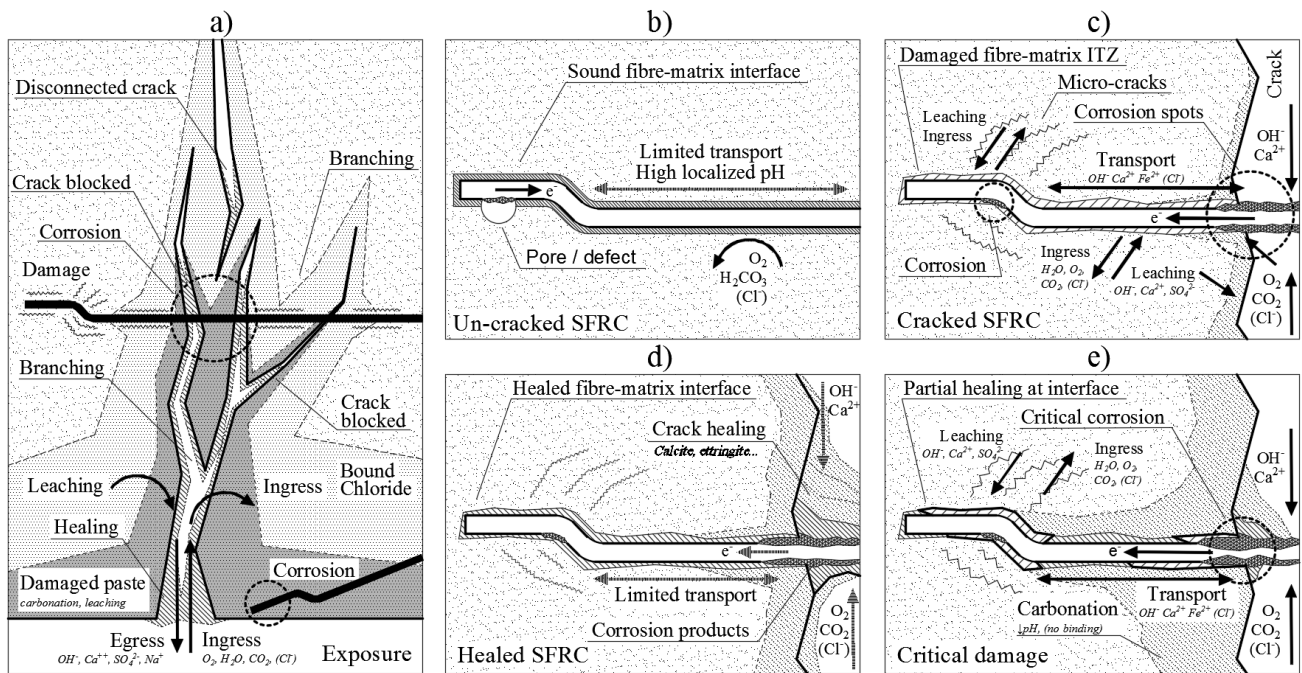 a)
Disconnected crack
Crack blocked
Branching
Corrosion
Damage
Branching
Crack
blocked
Bound
Chloride
Leaching
Ingress
Healing
Corrosion
Damaged paste
carbonation, leaching
Egress
OH⁻, Ca⁺⁺, SO₄²⁻, Na⁺
Ingress
O₂, H₂O, CO₂, (Cl⁻)
Exposure
b)
Sound fibre-matrix interface
Limited transport
High localized pH
e⁻
Pore / defect
O₂
H₂CO₃
(Cl⁻)
Un-cracked SFRC
c)
Damaged fibre-matrix ITZ
Micro-cracks
Crack
Leaching
Ingress
Corrosion spots
OH⁻
Ca²⁺
Transport
OH⁻ Ca²⁺ Fe²⁺ (Cl⁻)
e⁻
Corrosion
Ingress
H₂O, O₂,
CO₂, (Cl⁻)
Leaching
OH⁻, Ca²⁺, SO₄²⁻
O₂
CO₂
(Cl⁻)
Cracked SFRC
d)
Healed fibre-matrix interface
OH⁻
Ca²⁺
Crack healing
Calcite, ettringite...
e⁻
Limited transport
Corrosion products
O₂
CO₂
(Cl⁻)
Healed SFRC
e)
Partial healing at interface
Critical corrosion
Leaching
OH⁻, Ca²⁺, SO₄²⁻
Ingress
H₂O, O₂,
CO₂, (Cl⁻)
OH⁻
Ca²⁺
e⁻
Transport
OH⁻ Ca²⁺ Fe²⁺ (Cl⁻)
Carbonation
↓pH, (no binding)
O₂
CO₂
(Cl⁻)
Critical damage